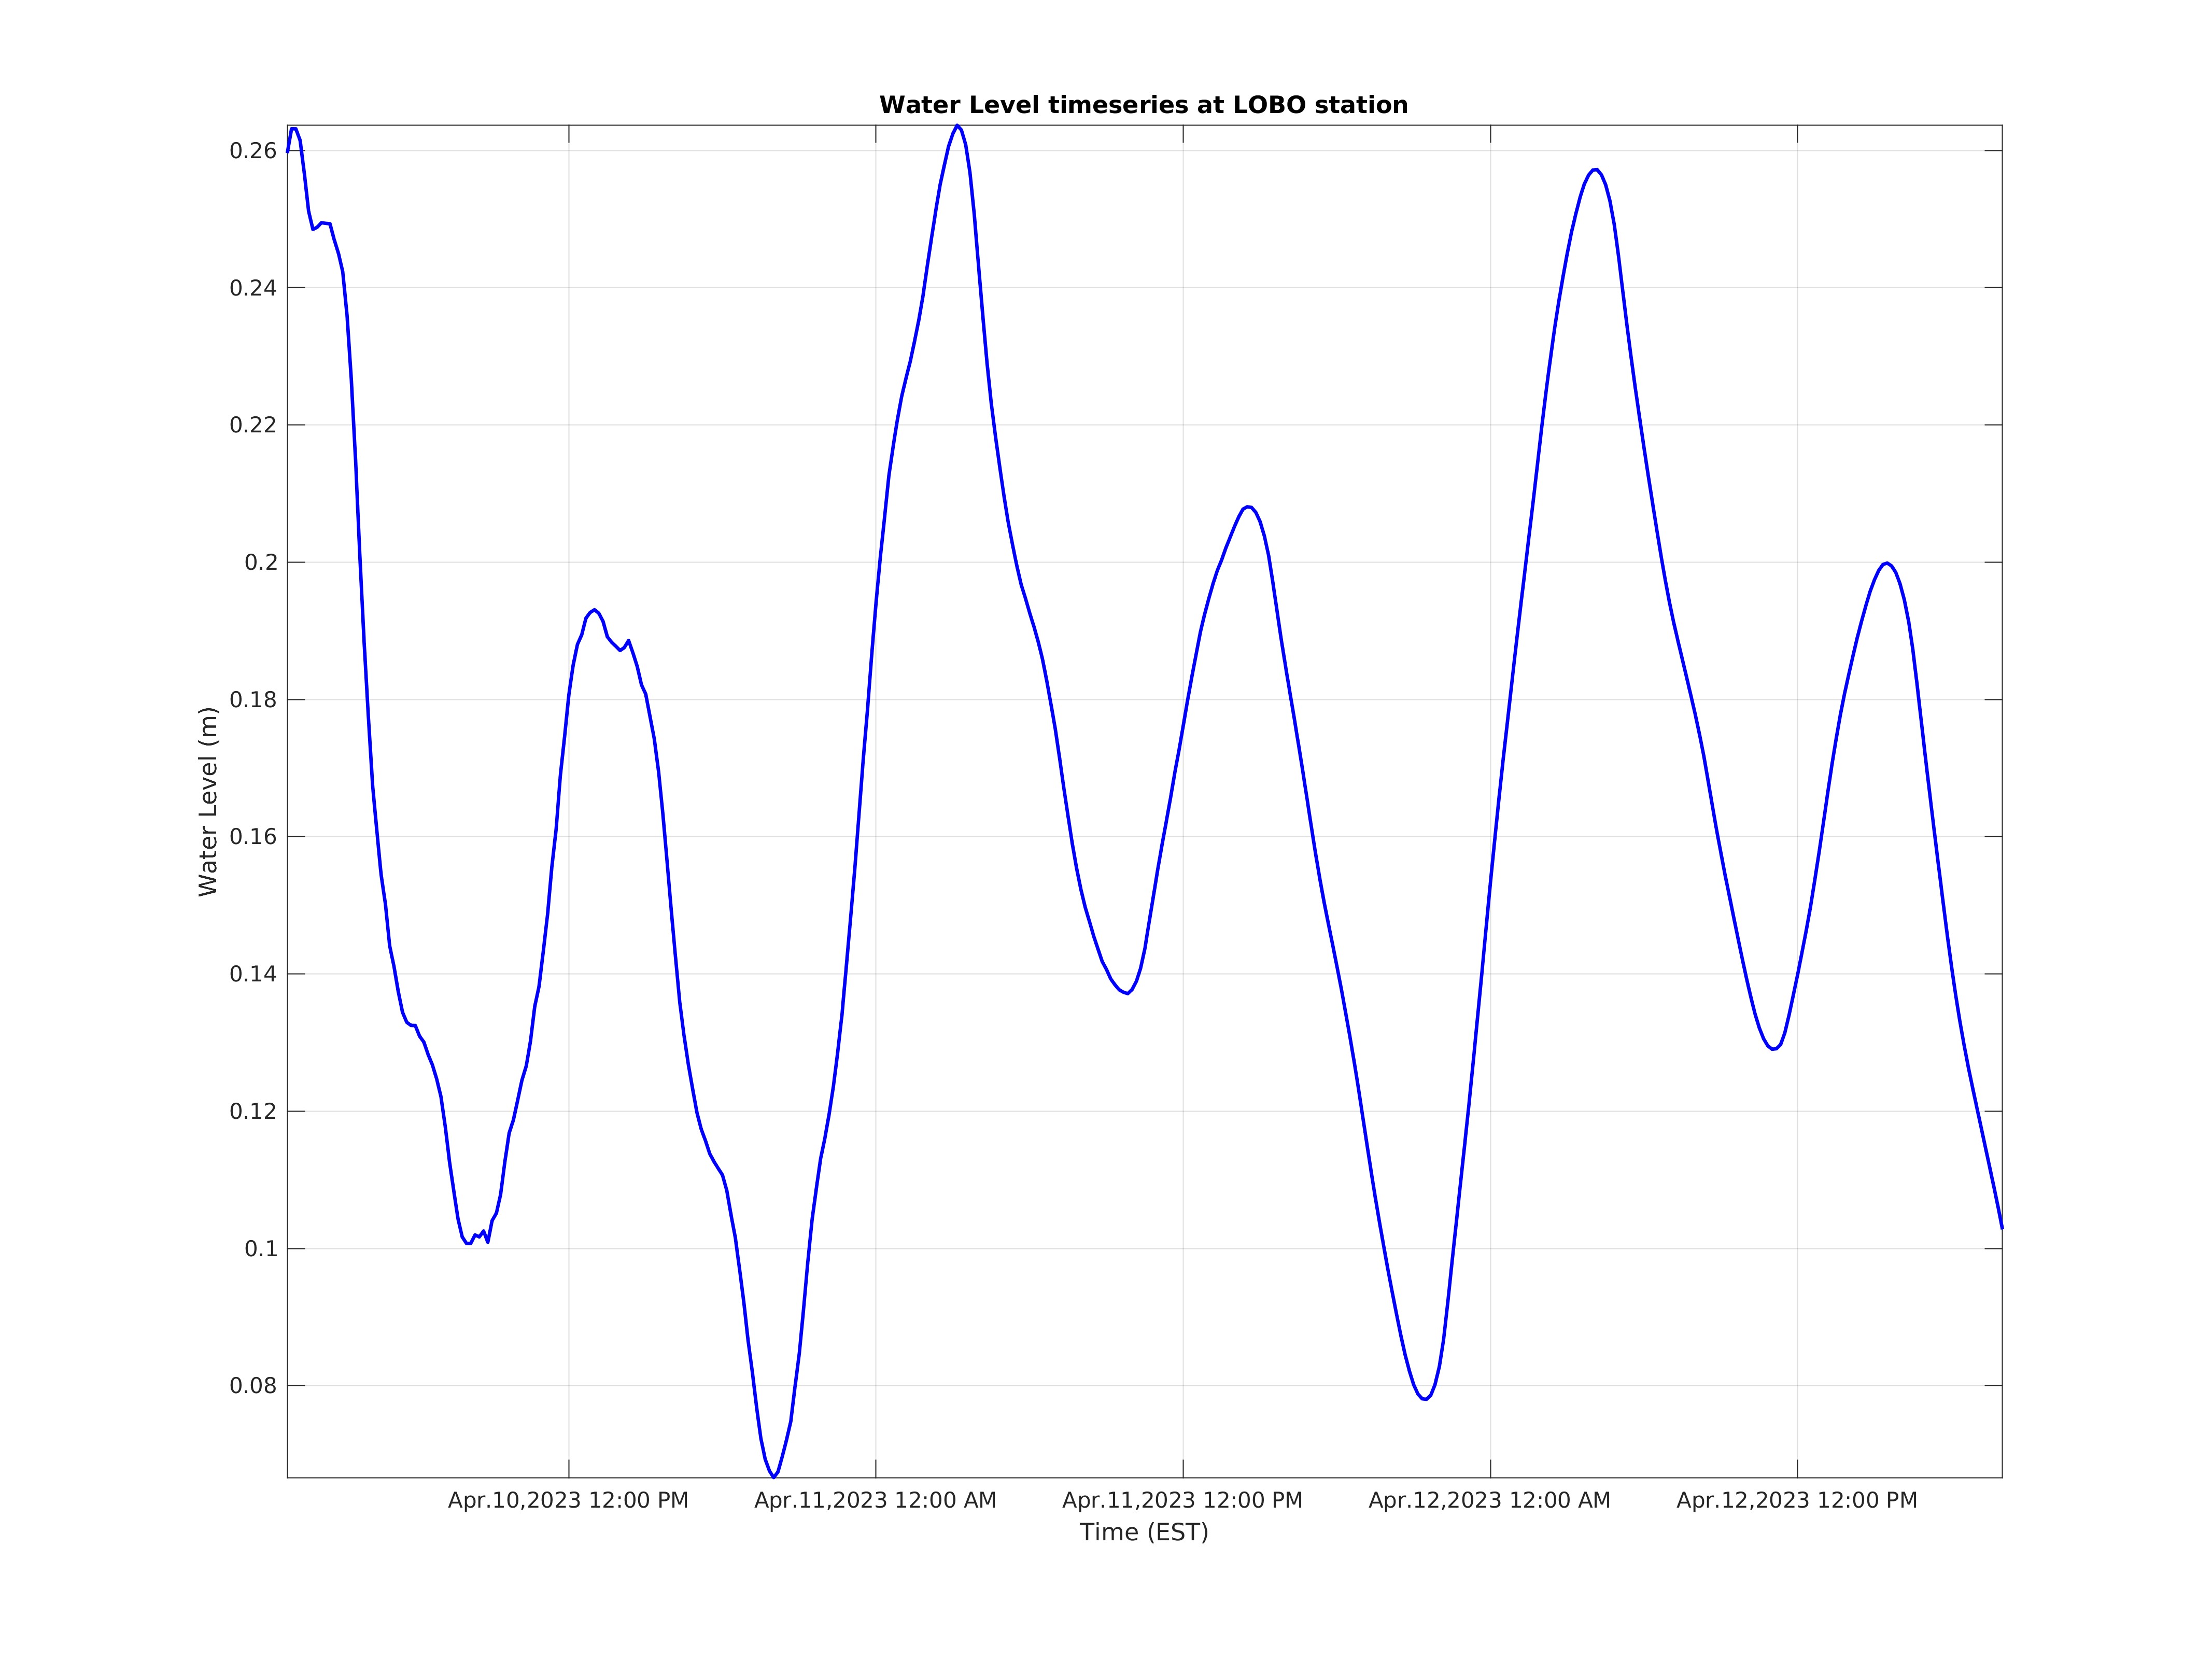 Water Level timeseries at LOBO station
0.26
0.24
0.22
0.2
0.18
0.16
0.14
0.12
0.1
0.08
Water Level (m)
Apr.10,2023 12:00 PM
Apr.11,2023 12:00 AM
Apr.11,2023 12:00 PM
Apr.12,2023 12:00 AM
Apr.12,2023 12:00 PM
Time (EST)